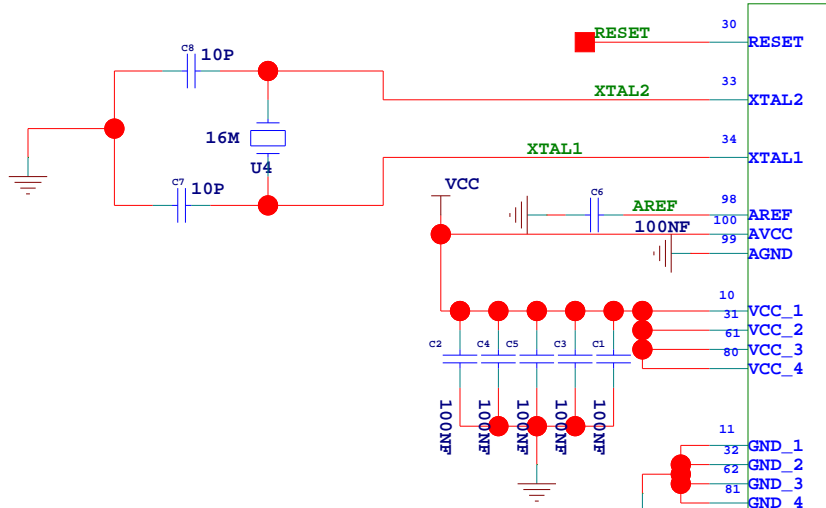 30
RESET
RESET
C8
10P
33
XTAL2
XTAL2
16M
34
XTAL1
XTAL1
U4
C7
10P
VCC
C6
98
AREF
AREF
100
100NF
AVCC
99
AGND
10
VCC_1
31
VCC_2
61
VCC_3
80
VCC_4
C2
C4
C5
C3
C1
100NF
100NF
100NF
100NF
100NF
11
GND_1
32
GND_2
62
GND_3
81
GND_4